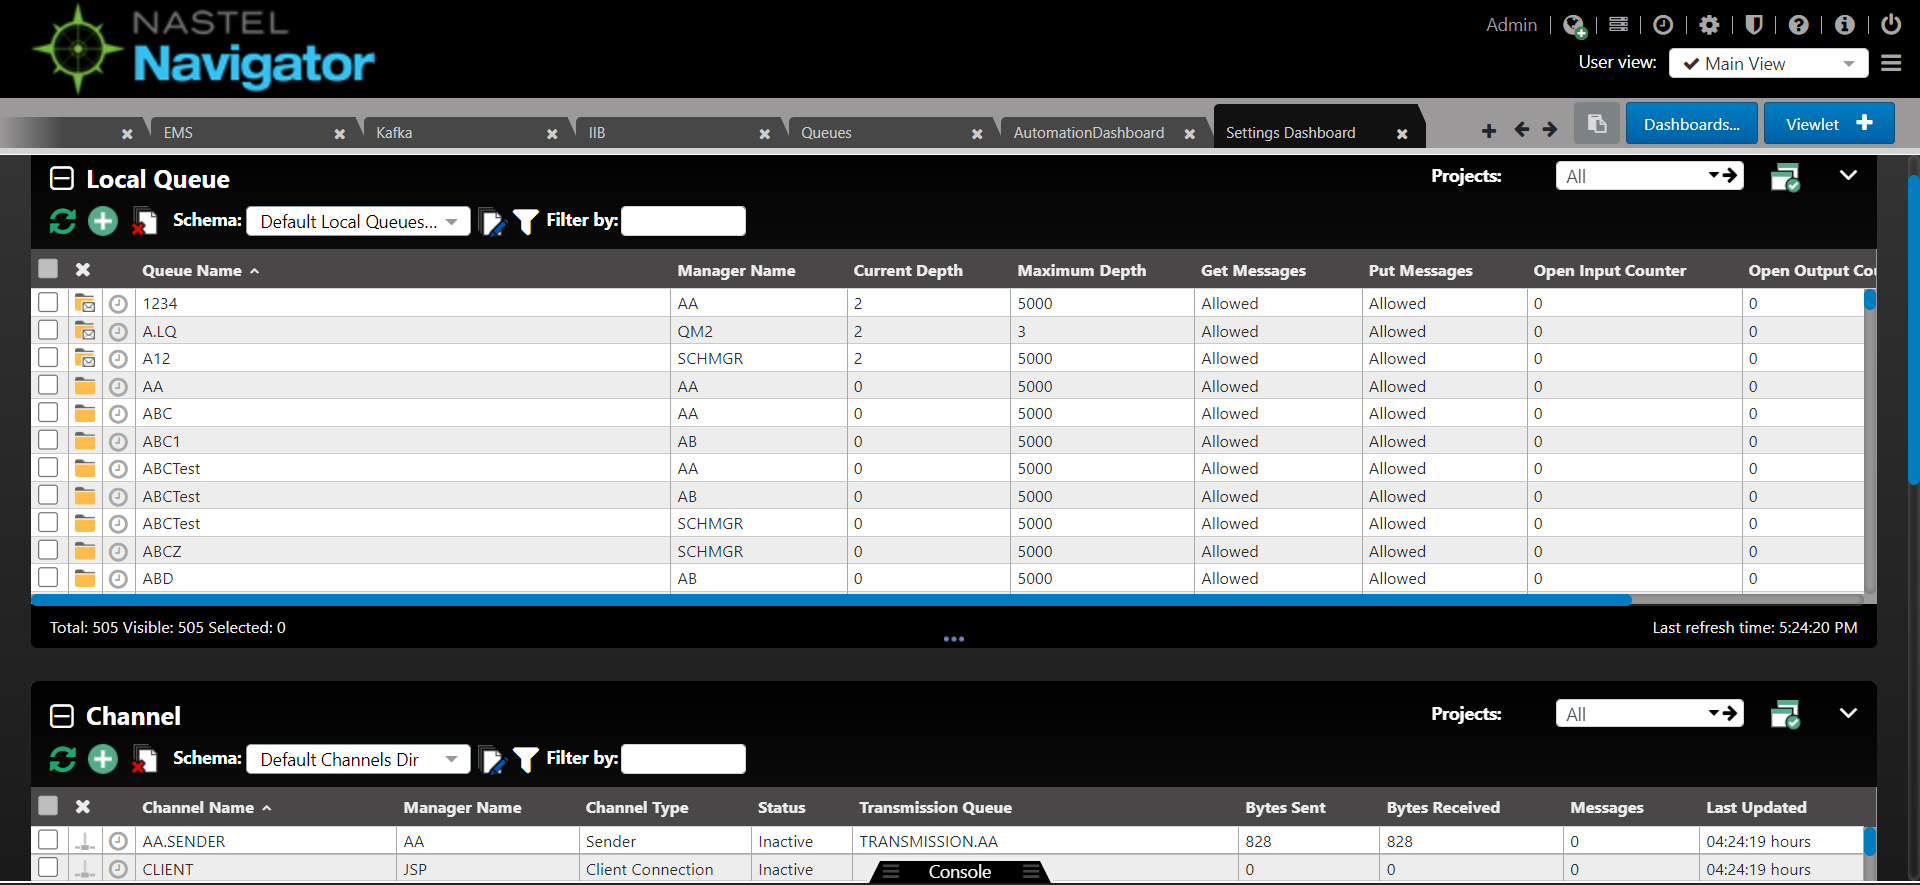 NASTEL
Navigator
Admin
User view: Main View
EMS Kafka IIB Queues AutomationDashboard Settings Dashboard Dashboards... Viewlet
Local Queue Projects: All
Schema: Default Local Queues... Filter by:
Queue Name Manager Name Current Depth Maximum Depth Get Messages Put Messages Open Input Counter Open Output Cou
1234 AA 2 5000 Allowed Allowed 0 0
A.LQ QM2 2 3 Allowed Allowed 0 0
A12 SCHMGR 2 5000 Allowed Allowed 0 0
AA AA 0 5000 Allowed Allowed 0 0
ABC AA 0 5000 Allowed Allowed 0 0
ABC1 AB 0 5000 Allowed Allowed 0 0
ABCTest AA 0 5000 Allowed Allowed 0 0
ABCTest AB 0 5000 Allowed Allowed 0 0
ABCTest SCHMGR 0 5000 Allowed Allowed 0 0
ABCZ SCHMGR 0 5000 Allowed Allowed 0 0
ABD AB 0 5000 Allowed Allowed 0 0
Total: 505 Visible: 505 Selected: 0 Last refresh time: 5:24:20 PM
Channel Projects: All
Schema: Default Channels Dir Filter by:
Channel Name Manager Name Channel Type Status Transmission Queue Bytes Sent Bytes Received Messages Last Updated
AA.SENDER AA Sender Inactive TRANSMISSION.AA 828 828 0 04:24:19 hours
CLIENT JSP Client Connection Inactive 0 0 0 04:24:19 hours
Console